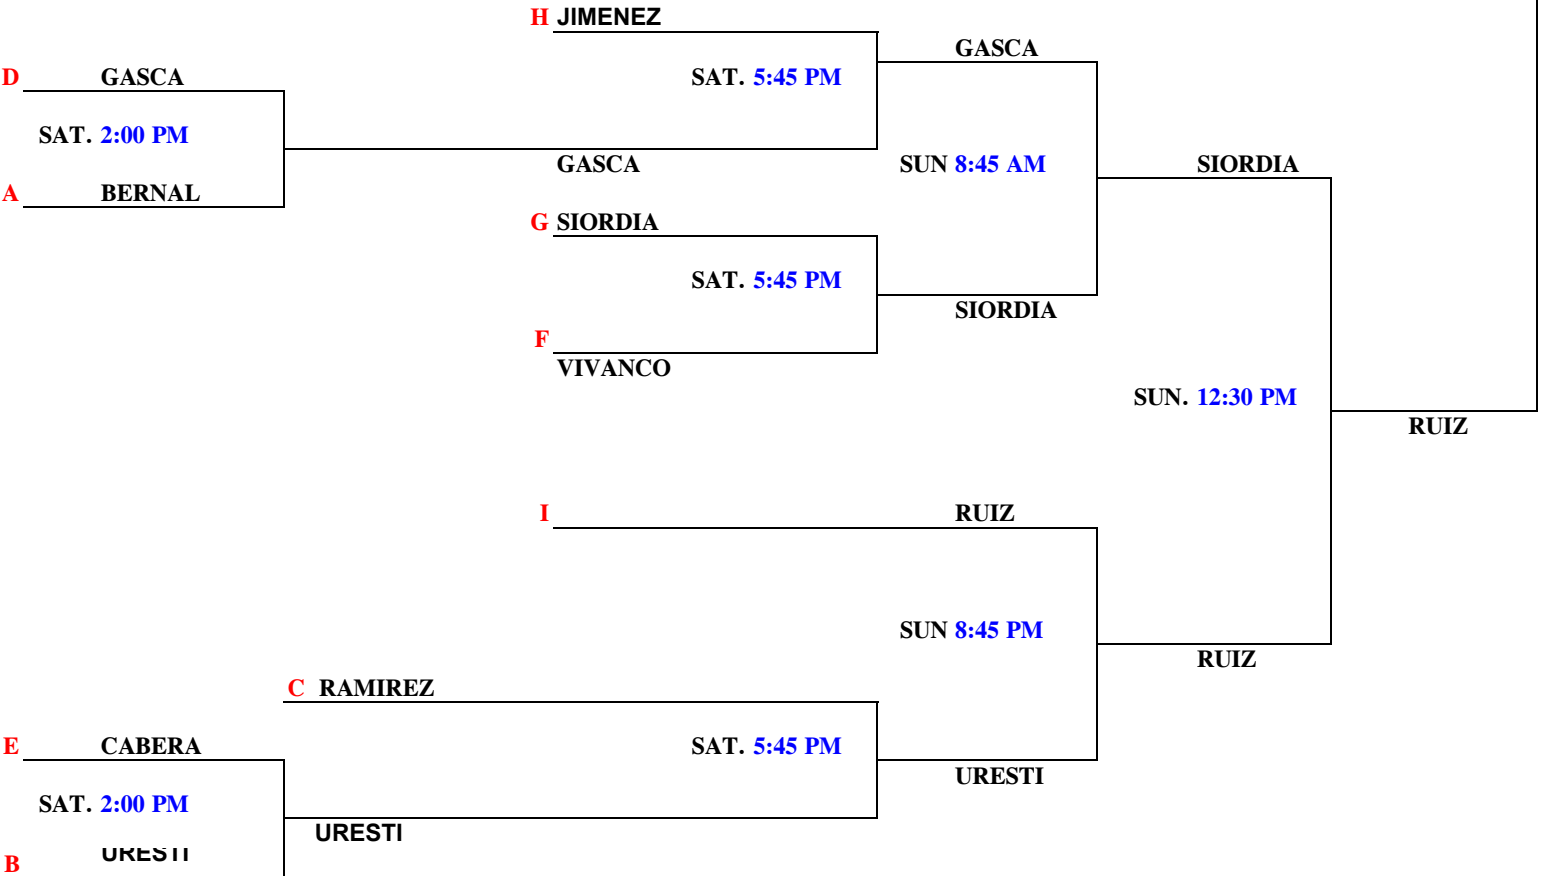 H JIMENEZ
GASCA
D GASCA
SAT. 5:45 PM
SAT. 2:00 PM
GASCA
SUN 8:45 AM
SIORDIA
A BERNAL
G SIORDIA
SAT. 5:45 PM
SIORDIA
F
VIVANCO
SUN. 12:30 PM
RUIZ
I RUIZ
SUN 8:45 PM
RUIZ
C RAMIREZ
E CABERA
SAT. 5:45 PM
URESTI
SAT. 2:00 PM
URESTI
B URESTI